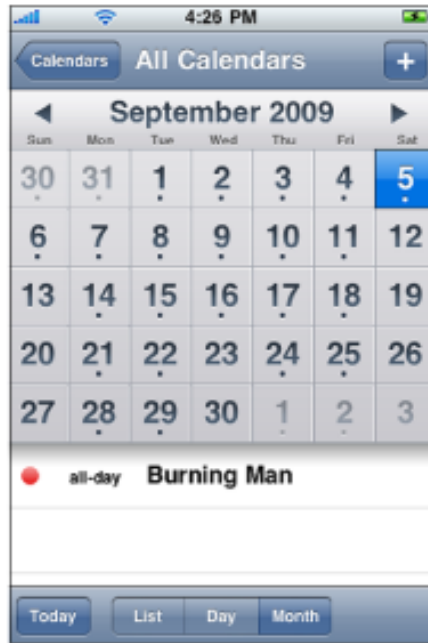 4:26 PM
Calendars All Calendars +
September 2009
Sun Mon Tue Wed Thu Fri Sat
30 31 1 2 3 4 5
6 7 8 9 10 11 12
13 14 15 16 17 18 19
20 21 22 23 24 25 26
27 28 29 30 1 2 3
all-day Burning Man
Today List Day Month